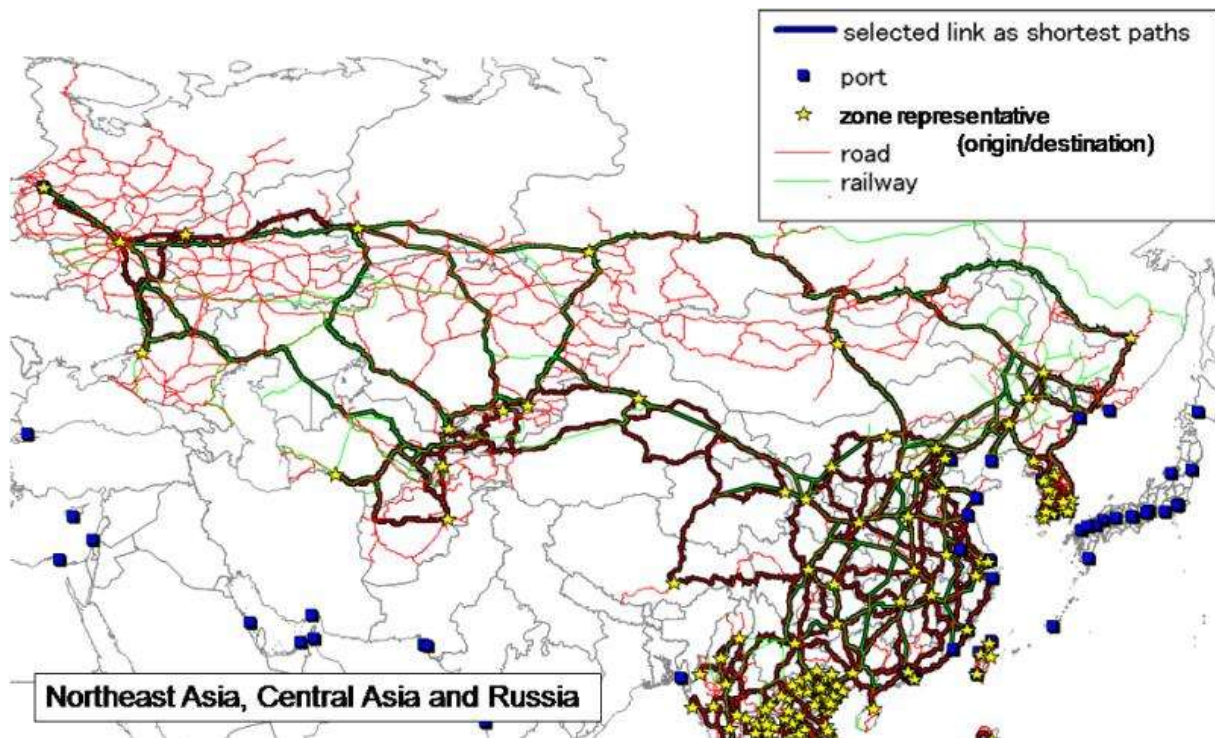 selected link as shortest paths
port
zone representative
(origin/destination)
road
railway
Northeast Asia, Central Asia and Russia